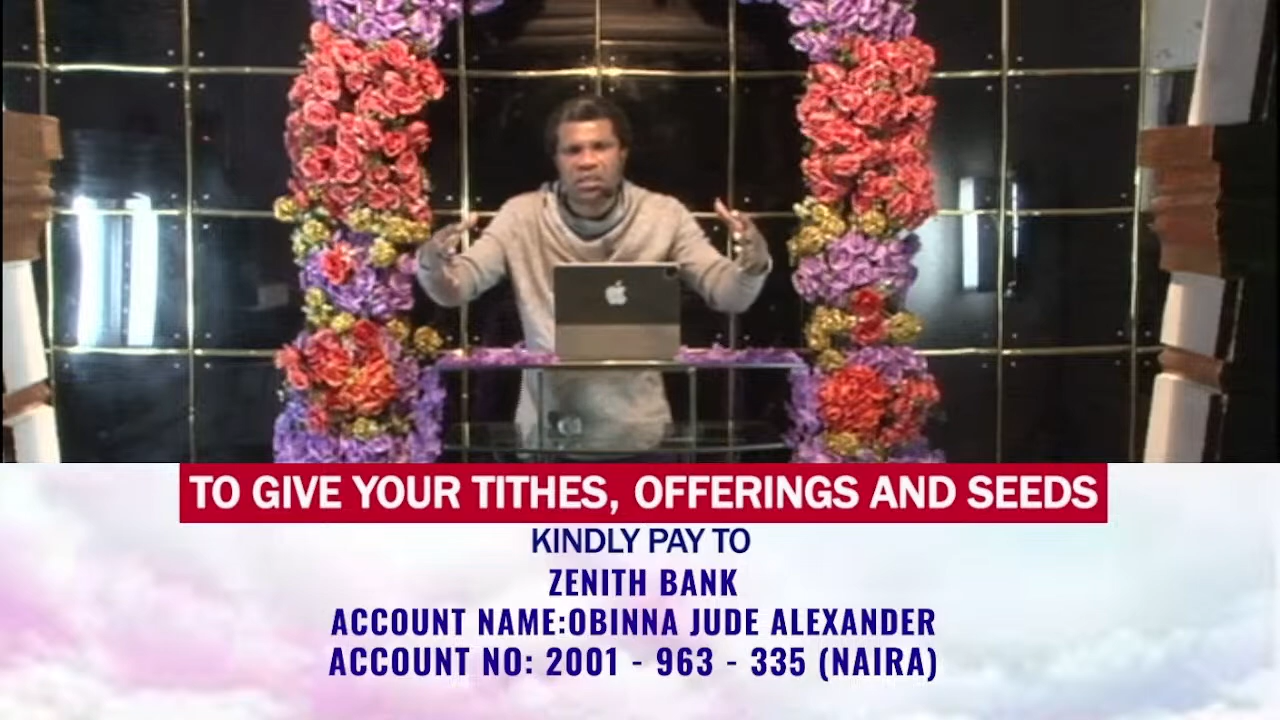 TO GIVE YOUR TITHES, OFFERINGS AND SEEDS
KINDLY PAY TO
ZENITH BANK
ACCOUNT NAME:OBINNA JUDE ALEXANDER
ACCOUNT NO: 2001 - 963 - 335 (NAIRA)